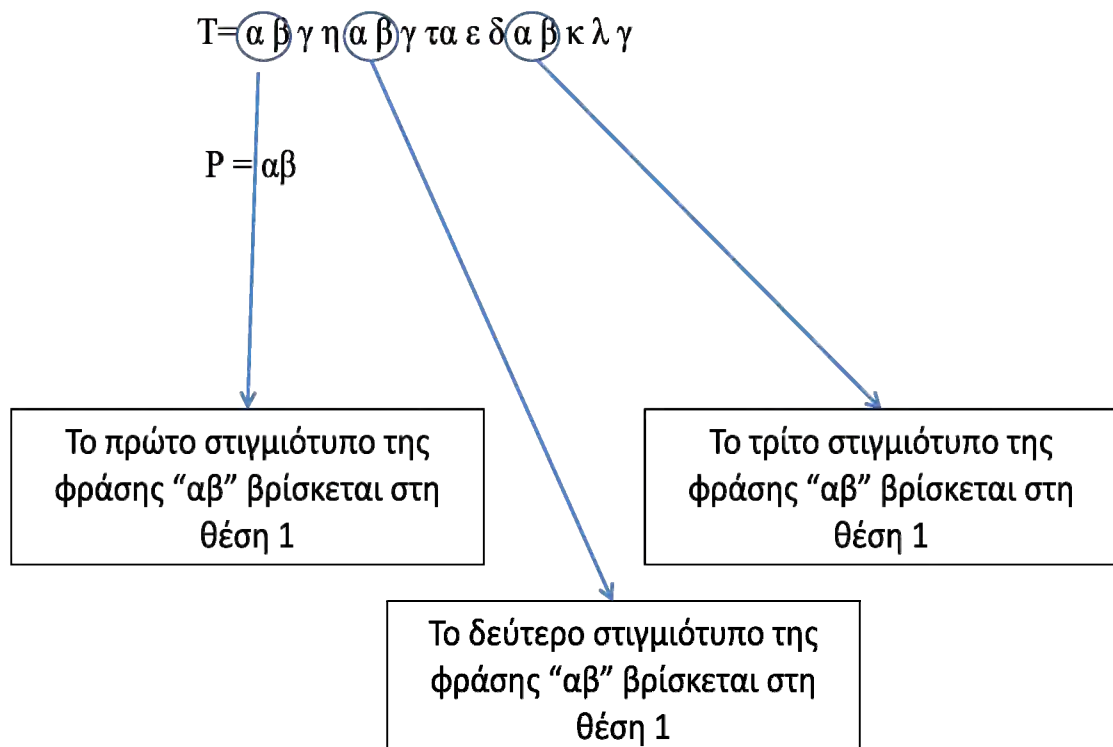 T= α β γ η α β γ τα ε δ α β κ λ γ
P = αβ
Το πρώτο στιγμιότυπο της
φράσης “αβ” βρίσκεται στη
θέση 1
Το τρίτο στιγμιότυπο της
φράσης “αβ” βρίσκεται στη
θέση 1
Το δεύτερο στιγμιότυπο της
φράσης “αβ” βρίσκεται στη
θέση 1